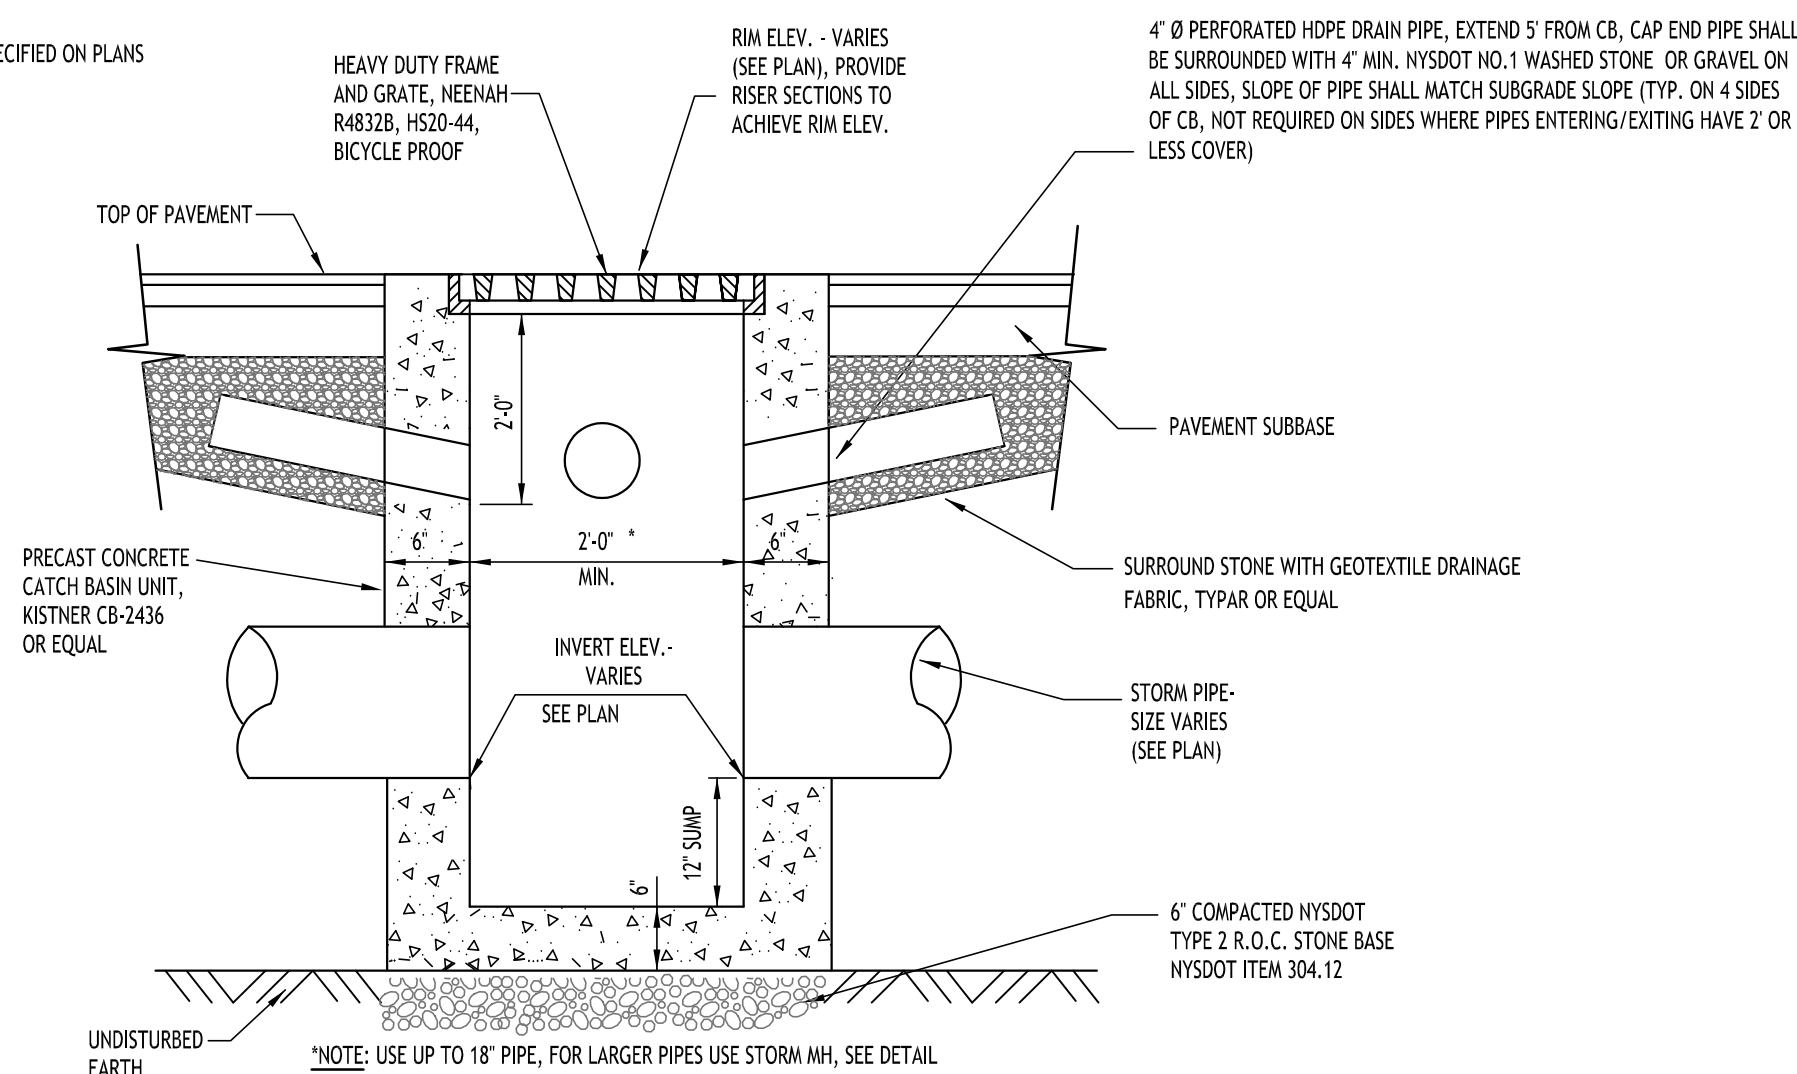 ECIFIED ON PLANS
HEAVY DUTY FRAME
AND GRATE, NEENAH
R4832B, HS20-44,
BICYCLE PROOF
RIM ELEV. - VARIES
(SEE PLAN), PROVIDE
RISER SECTIONS TO
ACHIEVE RIM ELEV.
4" Ø PERFORATED HDPE DRAIN PIPE, EXTEND 5' FROM CB, CAP END PIPE SHALL
BE SURROUNDED WITH 4" MIN. NYSDOT NO.1 WASHED STONE OR GRAVEL ON
ALL SIDES, SLOPE OF PIPE SHALL MATCH SUBGRADE SLOPE (TYP. ON 4 SIDES
OF CB, NOT REQUIRED ON SIDES WHERE PIPES ENTERING/EXITING HAVE 2' OR
LESS COVER)
TOP OF PAVEMENT
2'-0"
PAVEMENT SUBBASE
6"
2'-0" *
MIN.
6"
PRECAST CONCRETE
CATCH BASIN UNIT,
KISTNER CB-2436
OR EQUAL
SURROUND STONE WITH GEOTEXTILE DRAINAGE
FABRIC, TYPAR OR EQUAL
INVERT ELEV.-
VARIES
SEE PLAN
STORM PIPE-
SIZE VARIES
(SEE PLAN)
12" SUMP
6"
6" COMPACTED NYSDOT
TYPE 2 R.O.C. STONE BASE
NYSDOT ITEM 304.12
UNDISTURBED
EARTH
*NOTE: USE UP TO 18" PIPE, FOR LARGER PIPES USE STORM MH, SEE DETAIL